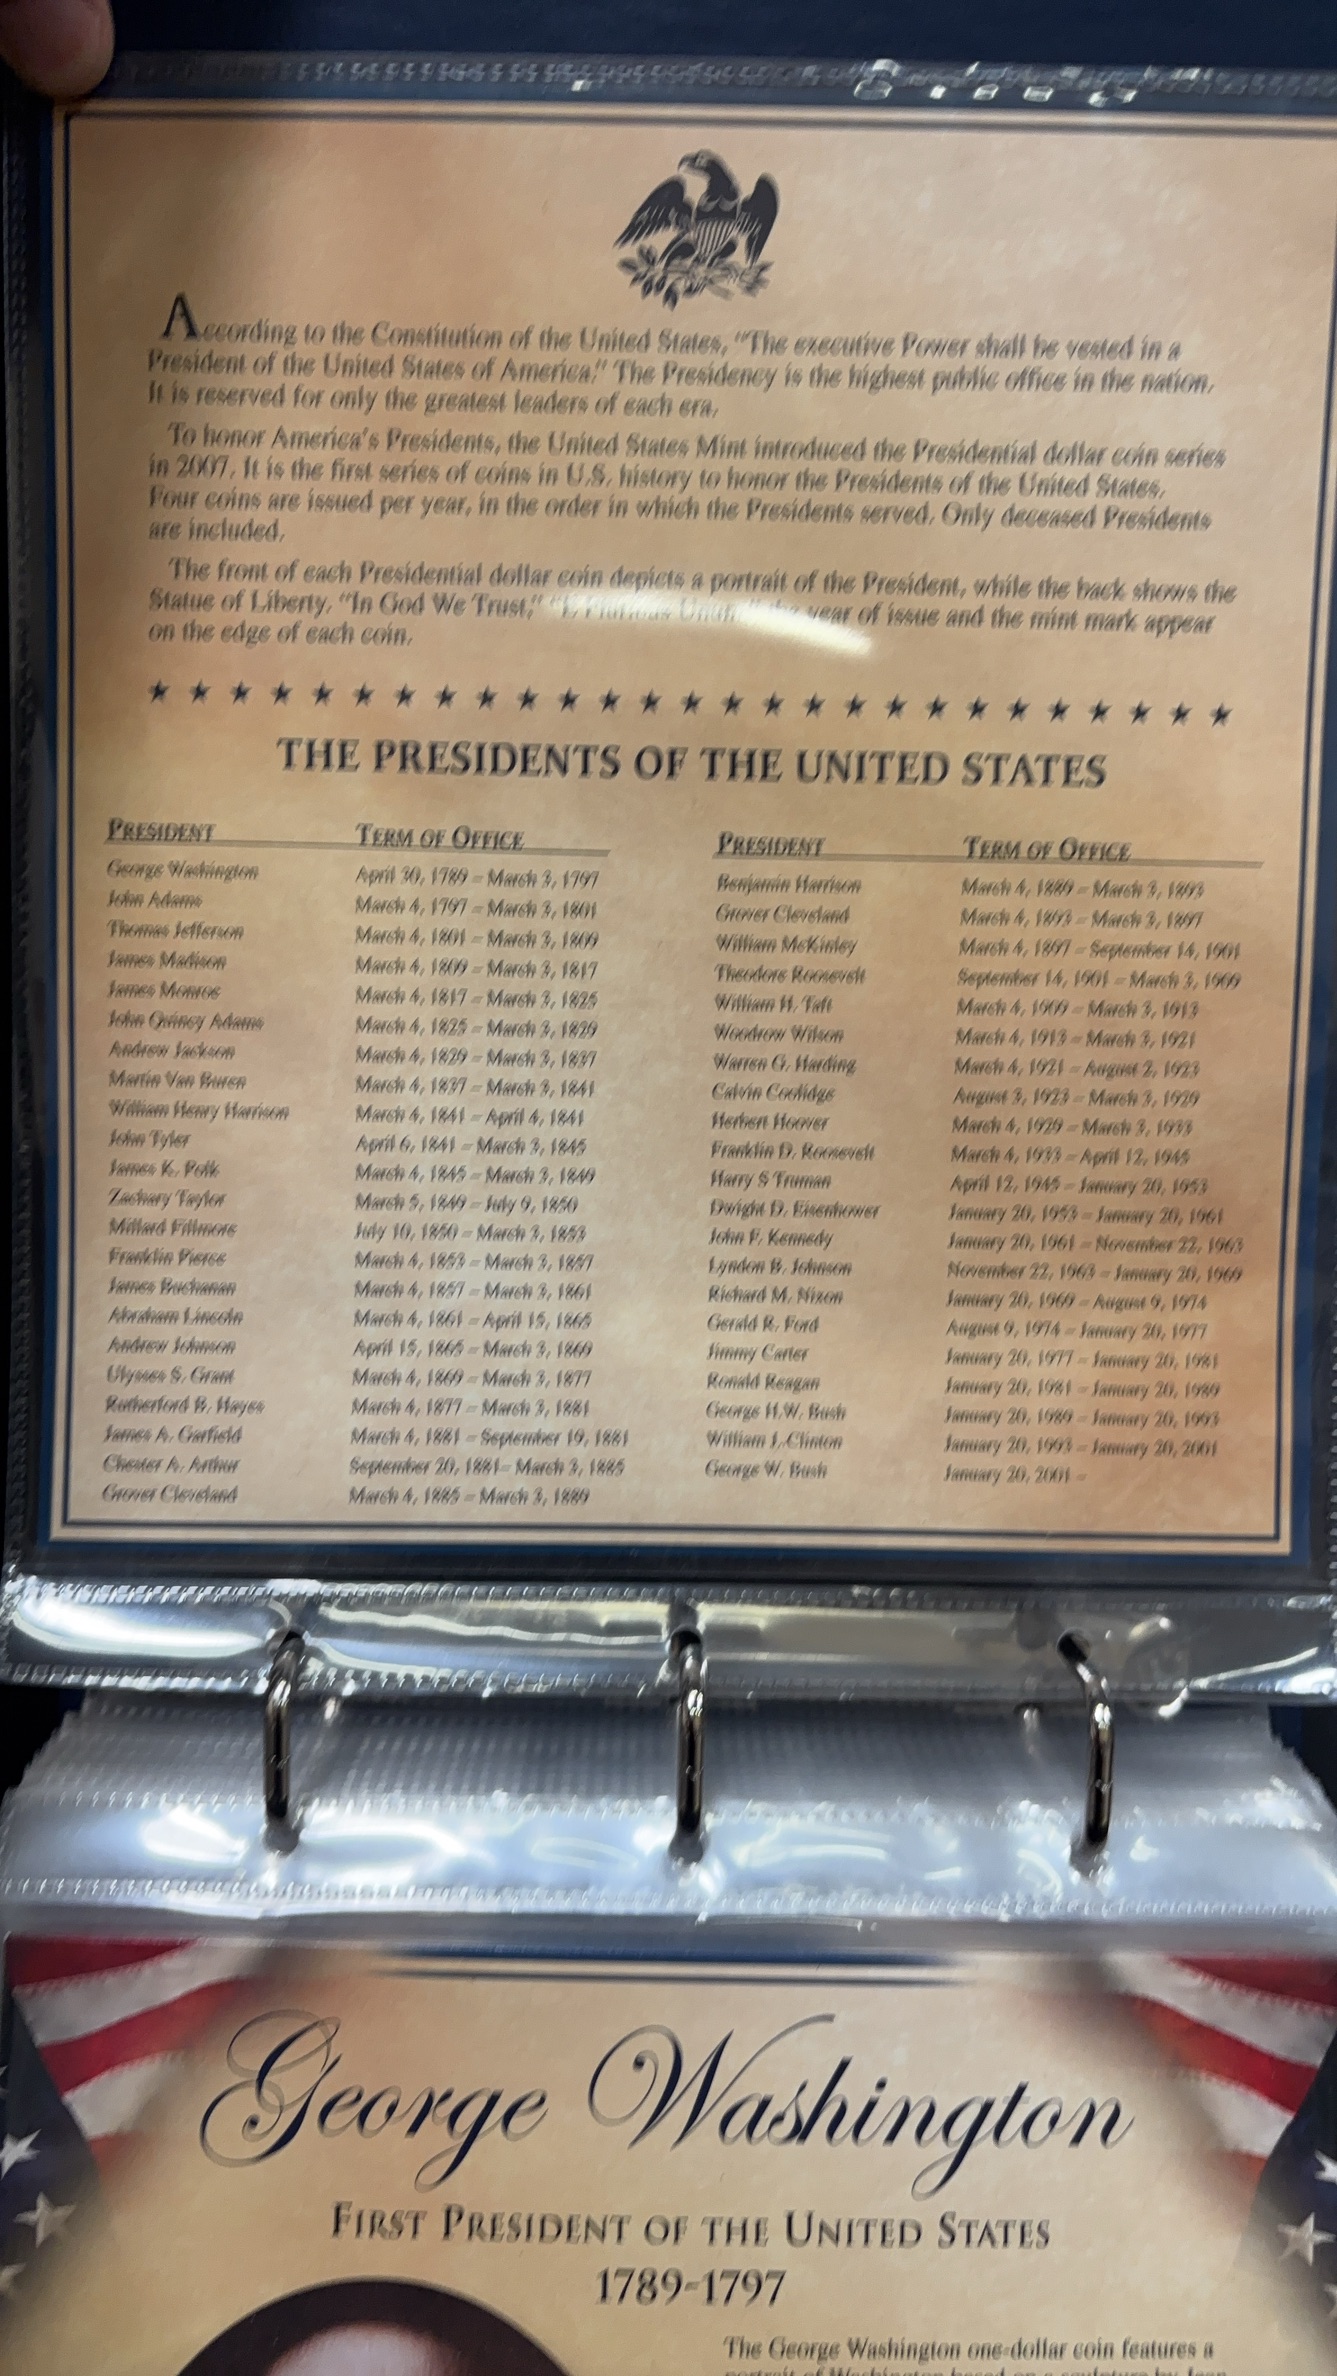 According to the Constitution of the United States, "The executive Power shall be vested in a
President of the United States of America." The Presidency is the highest public office in the nation.
It is reserved for only the greatest leaders of each era.
To honor America's Presidents, the United States Mint introduced the Presidential dollar coin series
in 2007. It is the first series of coins in U.S. history to honor the Presidents of the United States.
Four coins are issued per year, in the order in which the Presidents served. Only deceased Presidents
are included.
The front of each Presidential dollar coin depicts a portrait of the President, while the back shows the
Statue of Liberty. "In God We Trust," "E Pluribus Unum," the year of issue and the mint mark appear
on the edge of each coin.
THE PRESIDENTS OF THE UNITED STATES
PRESIDENT TERM OF OFFICE
George Washington April 30, 1789 – March 3, 1797
John Adams March 4, 1797 – March 3, 1801
Thomas Jefferson March 4, 1801 – March 3, 1809
James Madison March 4, 1809 – March 3, 1817
James Monroe March 4, 1817 – March 3, 1825
John Quincy Adams March 4, 1825 – March 3, 1829
Andrew Jackson March 4, 1829 – March 3, 1837
Martin Van Buren March 4, 1837 – March 3, 1841
William Henry Harrison March 4, 1841 – April 4, 1841
John Tyler April 6, 1841 – March 3, 1845
James K. Polk March 4, 1845 – March 3, 1849
Zachary Taylor March 5, 1849 – July 9, 1850
Millard Fillmore July 10, 1850 – March 3, 1853
Franklin Pierce March 4, 1853 – March 3, 1857
James Buchanan March 4, 1857 – March 3, 1861
Abraham Lincoln March 4, 1861 – April 15, 1865
Andrew Johnson April 15, 1865 – March 3, 1869
Ulysses S. Grant March 4, 1869 – March 3, 1877
Rutherford B. Hayes March 4, 1877 – March 3, 1881
James A. Garfield March 4, 1881 – September 19, 1881
Chester A. Arthur September 20, 1881– March 3, 1885
Grover Cleveland March 4, 1885 – March 3, 1889
PRESIDENT TERM OF OFFICE
Benjamin Harrison March 4, 1889 – March 3, 1893
Grover Cleveland March 4, 1893 – March 3, 1897
William McKinley March 4, 1897 – September 14, 1901
Theodore Roosevelt September 14, 1901 – March 3, 1909
William H. Taft March 4, 1909 – March 3, 1913
Woodrow Wilson March 4, 1913 – March 3, 1921
Warren G. Harding March 4, 1921 – August 2, 1923
Calvin Coolidge August 3, 1923 – March 3, 1929
Herbert Hoover March 4, 1929 – March 3, 1933
Franklin D. Roosevelt March 4, 1933 – April 12, 1945
Harry S Truman April 12, 1945 – January 20, 1953
Dwight D. Eisenhower January 20, 1953 – January 20, 1961
John F. Kennedy January 20, 1961 – November 22, 1963
Lyndon B. Johnson November 22, 1963 – January 20, 1969
Richard M. Nixon January 20, 1969 – August 9, 1974
Gerald R. Ford August 9, 1974 – January 20, 1977
Jimmy Carter January 20, 1977 – January 20, 1981
Ronald Reagan January 20, 1981 – January 20, 1989
George H.W. Bush January 20, 1989 – January 20, 1993
William J. Clinton January 20, 1993 – January 20, 2001
George W. Bush January 20, 2001 –
George Washington
FIRST PRESIDENT OF THE UNITED STATES
1789-1797
The George Washington one-dollar coin features a